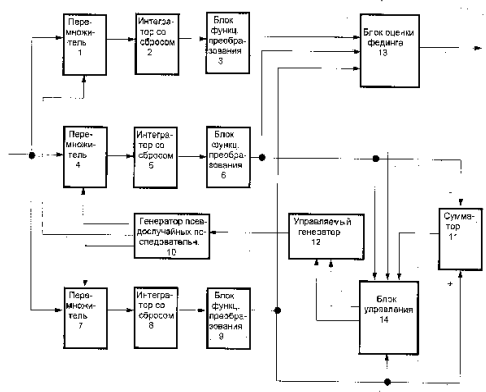 Пере-
множи-
тель
1
Интегра-
тор со
сбросом
2
Блок
функц.
преобра-
зования
3
Блок оценки
фединга
13
Пере-
множи-
тель
4
Интегра-
тор со
сбросом
5
Блок
функц.
преобра-
зования
6
Генератор псев-
дослучайных по-
следовательн.
10
Управляемый
генератор
12
Сумма-
тор
11
+
Пере-
множи-
тель
7
Интегра-
тор со
сбросом
8
Блок
функц.
преобра-
зования
9
Блок
управления
14